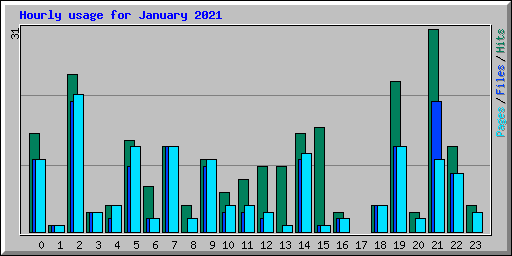 Hourly usage for January 2021
31
Pages/Files/Hits
0 1 2 3 4 5 6 7 8 9 10 11 12 13 14 15 16 17 18 19 20 21 22 23